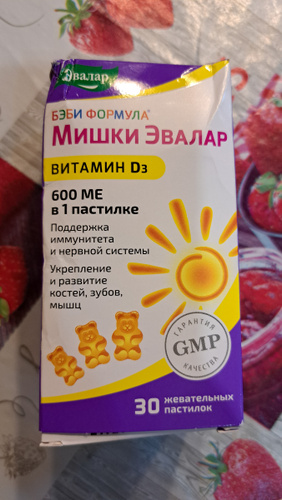 Эвалар
БЭБИ ФОРМУЛА®
МИШКИ ЭВАЛАР
ВИТАМИН D3
600 МЕ
в 1 пастилке
Поддержка
иммунитета
и нервной системы
Укрепление
и развитие
костей, зубов,
мышц
ГАРАНТИЯ
GMP
КАЧЕСТВА
30 жевательных
пастилок